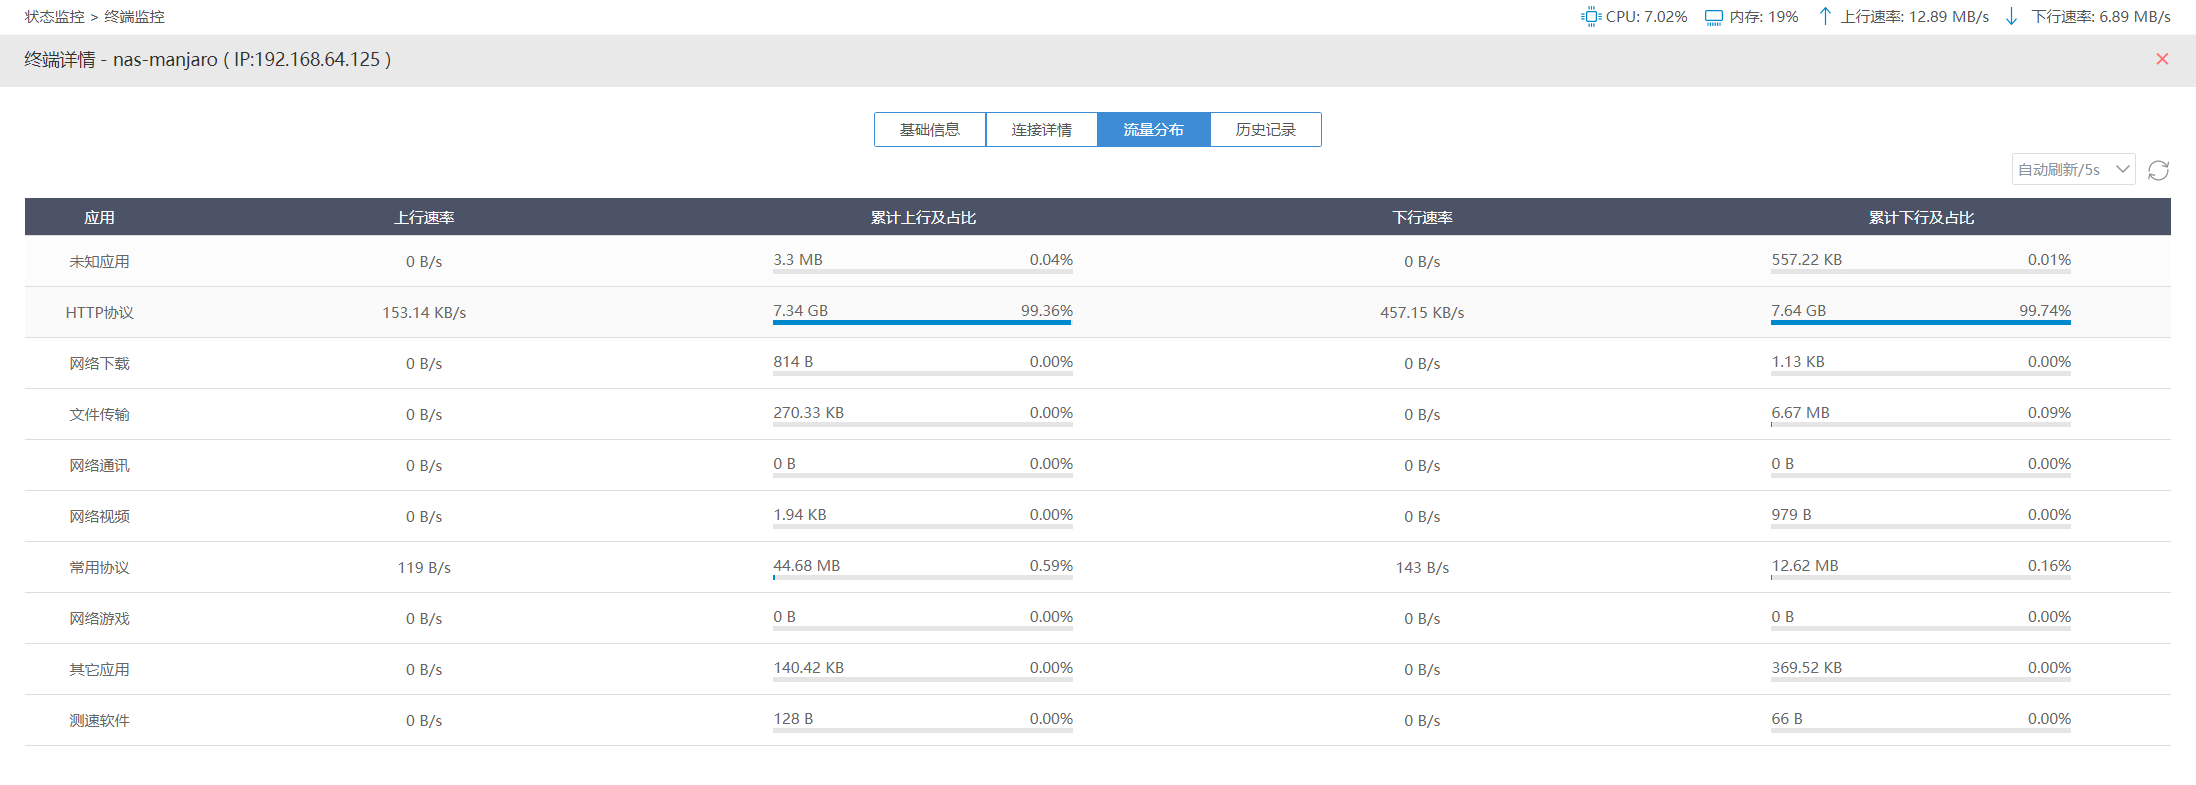 状态监控 > 终端监控 CPU: 7.02% 内存: 19% 上行速率: 12.89 MB/s 下行速率: 6.89 MB/s
终端详情 - nas-manjaro ( IP:192.168.64.125 )
基础信息 连接详情 流量分布 历史记录
自动刷新/5s
应用 上行速率 累计上行及占比 下行速率 累计下行及占比
未知应用 0 B/s 3.3 MB 0.04% 0 B/s 557.22 KB 0.01%
HTTP协议 153.14 KB/s 7.34 GB 99.36% 457.15 KB/s 7.64 GB 99.74%
网络下载 0 B/s 814 B 0.00% 0 B/s 1.13 KB 0.00%
文件传输 0 B/s 270.33 KB 0.00% 0 B/s 6.67 MB 0.09%
网络通讯 0 B/s 0 B 0.00% 0 B/s 0 B 0.00%
网络视频 0 B/s 1.94 KB 0.00% 0 B/s 979 B 0.00%
常用协议 119 B/s 44.68 MB 0.59% 143 B/s 12.62 MB 0.16%
网络游戏 0 B/s 0 B 0.00% 0 B/s 0 B 0.00%
其它应用 0 B/s 140.42 KB 0.00% 0 B/s 369.52 KB 0.00%
测速软件 0 B/s 128 B 0.00% 0 B/s 66 B 0.00%